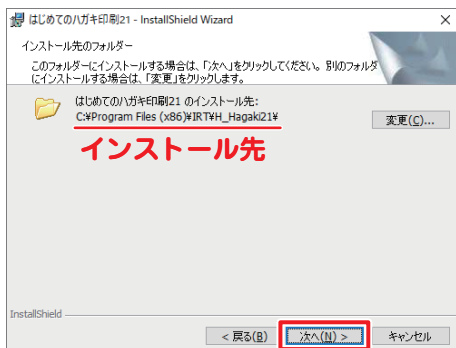 はじめてのハガキ印刷21 - InstallShield Wizard
インストール先のフォルダー
このフォルダーにインストールする場合は、「次へ」をクリックしてください。別のフォルダ
にインストールする場合は、「変更」をクリックします。
はじめてのハガキ印刷21 のインストール先:
C:¥Program Files (x86)¥IRT¥H_Hagaki21¥
変更(C)...
インストール先
InstallShield
< 戻る(B)
次へ(N) >
キャンセル